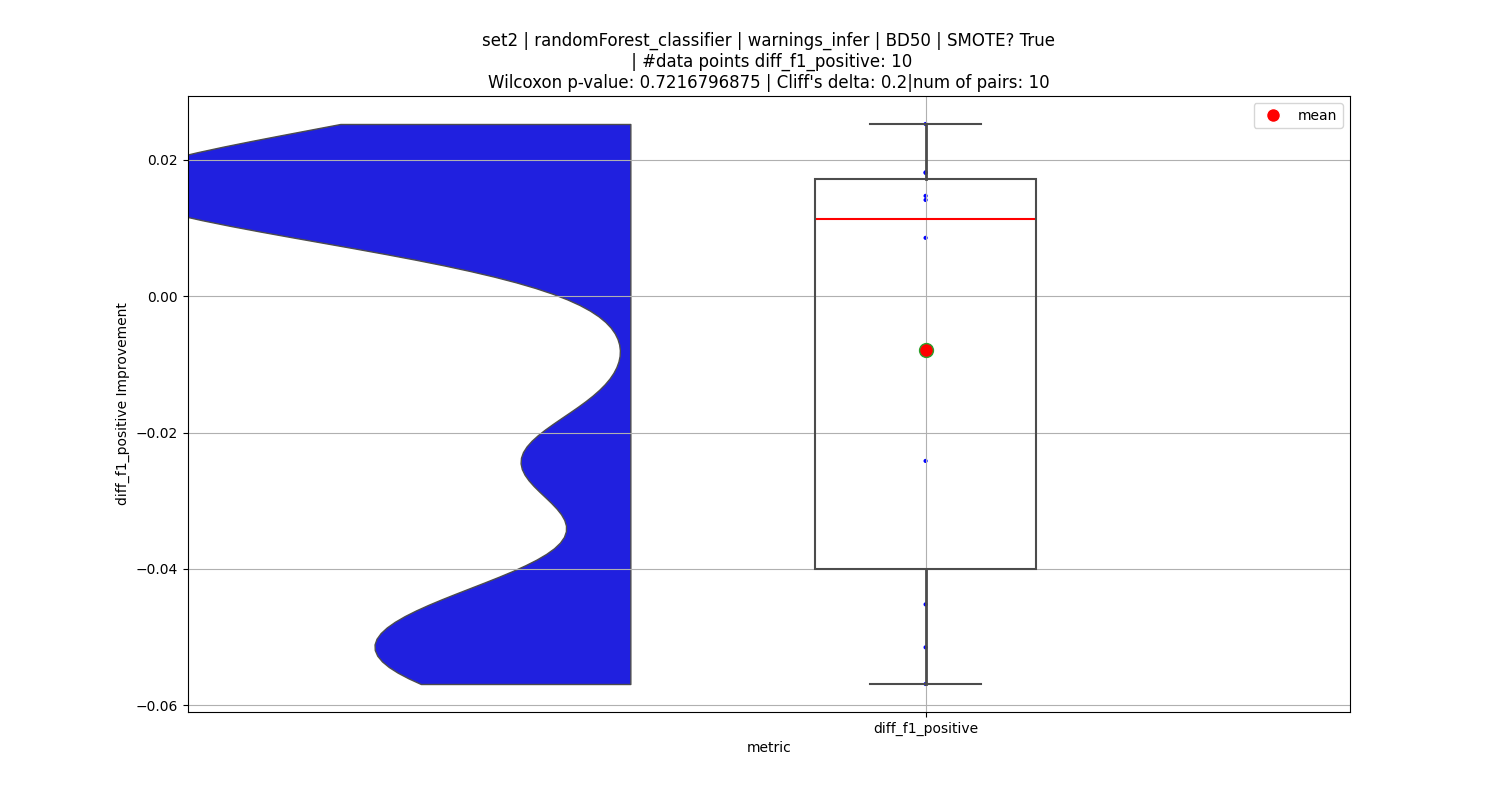 set2 | randomForest_classifier | warnings_infer | BD50 | SMOTE? True
| #data points diff_f1_positive: 10
Wilcoxon p-value: 0.7216796875 | Cliff's delta: 0.2|num of pairs: 10
mean
0.02
0.00
−0.02
−0.04
−0.06
diff_f1_positive Improvement
diff_f1_positive
metric